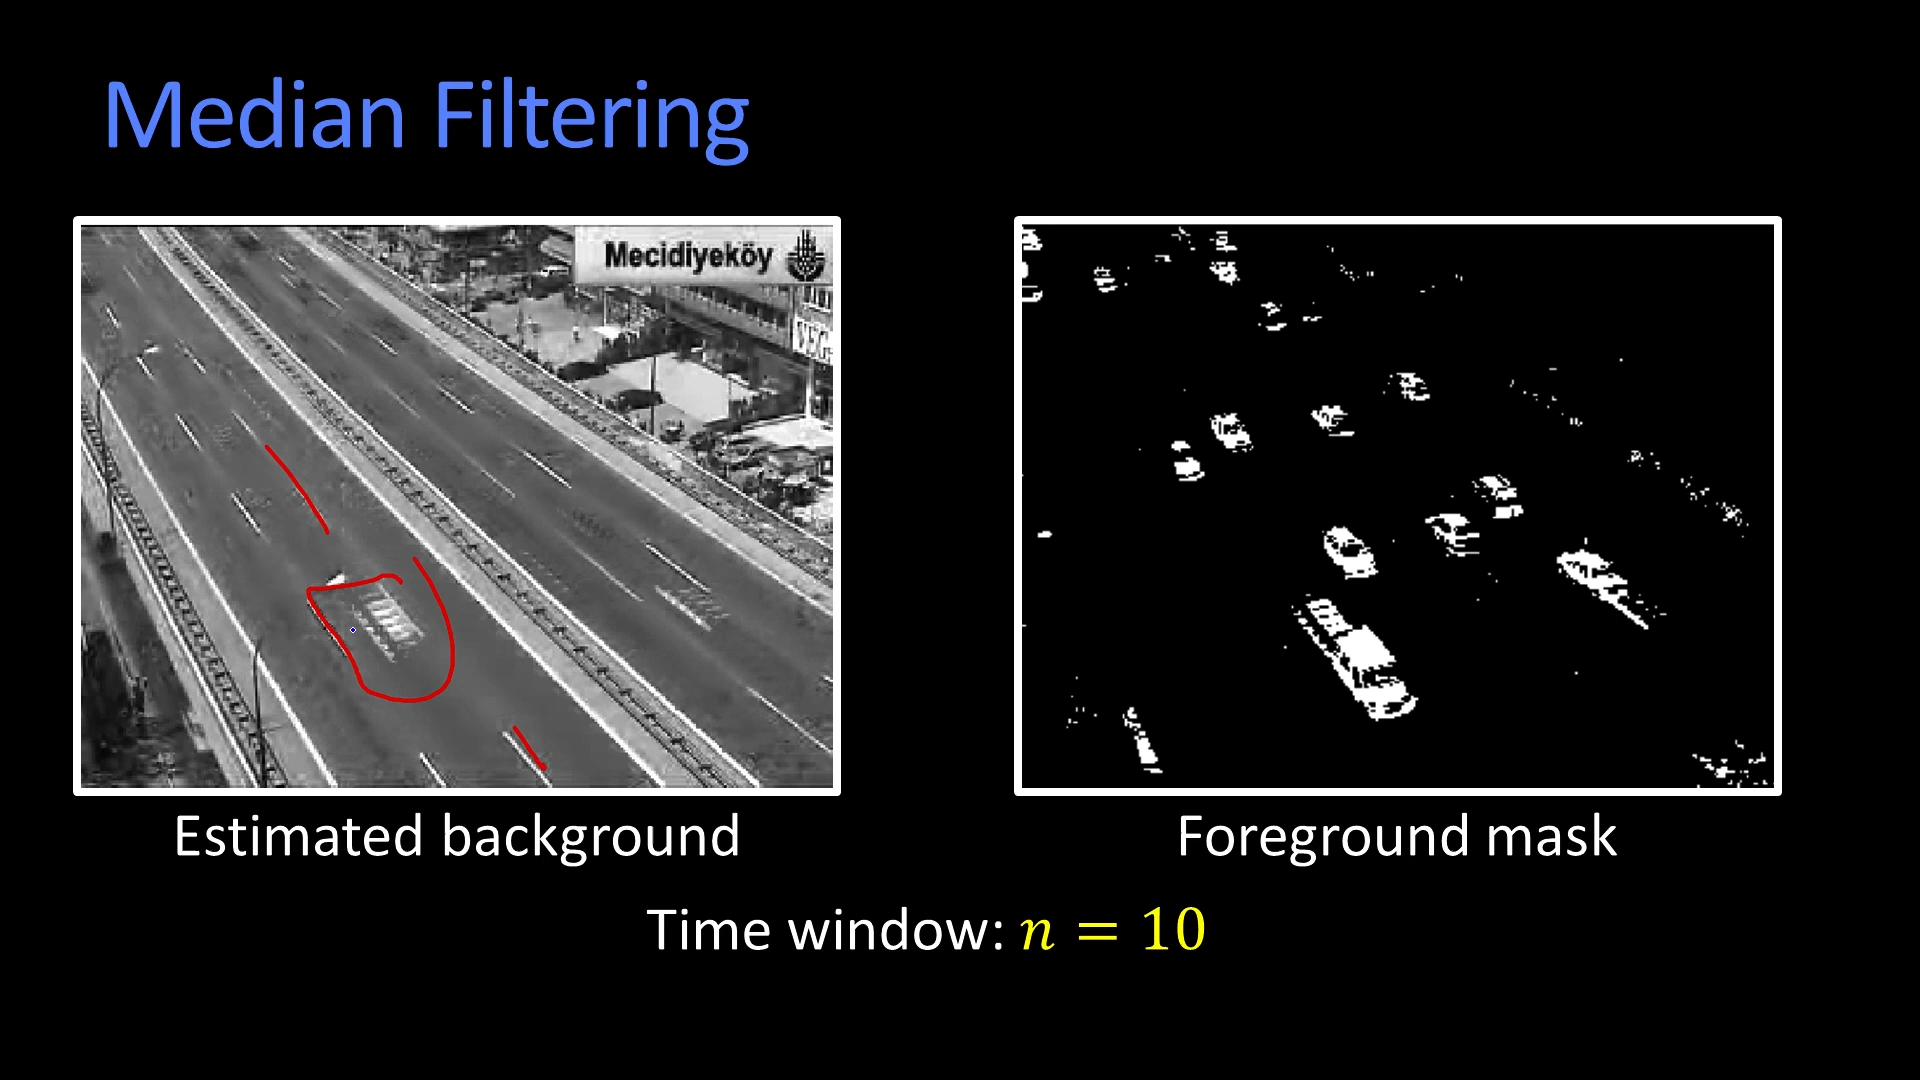 Median Filtering
Mecidiyeköy
Estimated background
Foreground mask
Time window: n = 10